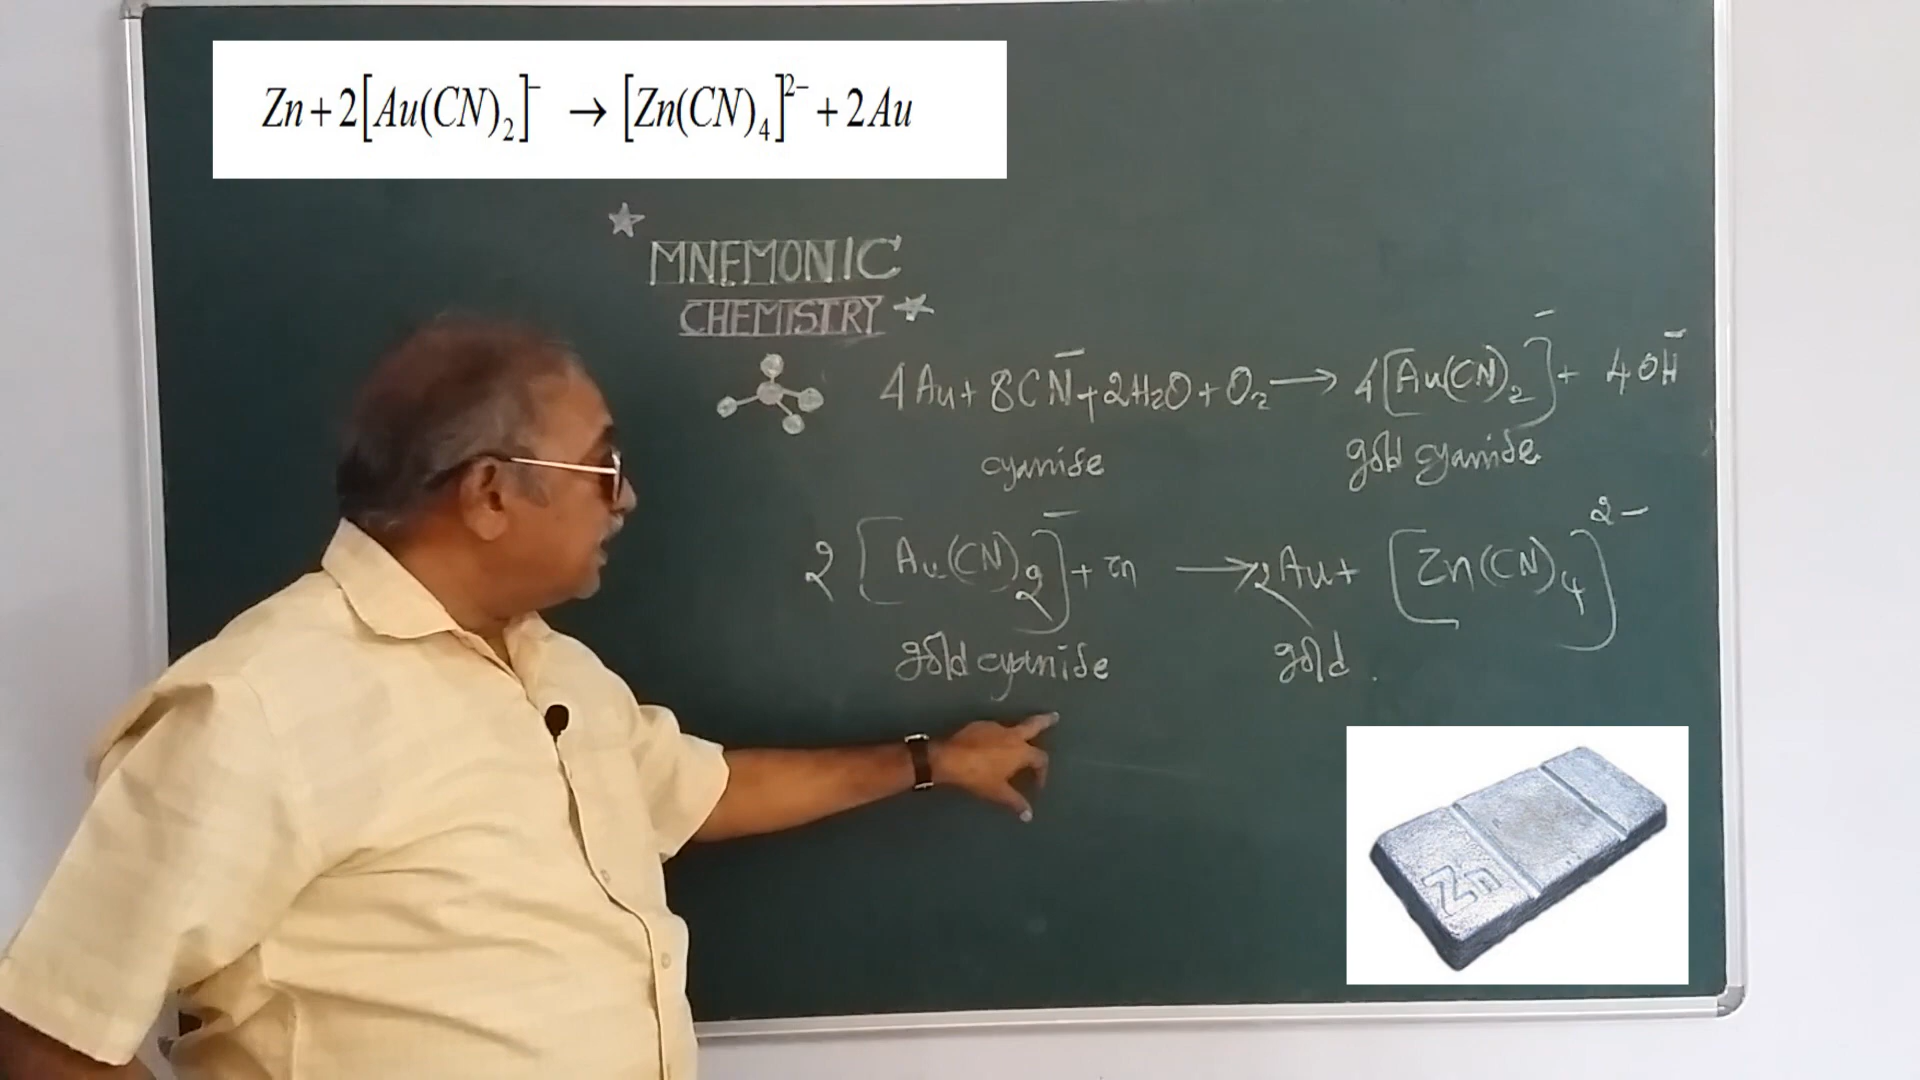 Zn+2[Au(CN)₂]⁻ → [Zn(CN)₄]²⁻+2Au
MNEMONIC
CHEMISTRY
4Au+ 8CN⁻+2H₂O+O₂ → 4[Au(CN)₂]⁻+ 4OH⁻
cyanide gold cyanide
2[Au(CN)₂]⁻+zn → 2Au+ [Zn(CN)₄]²⁻
gold cyanide gold.
Zn